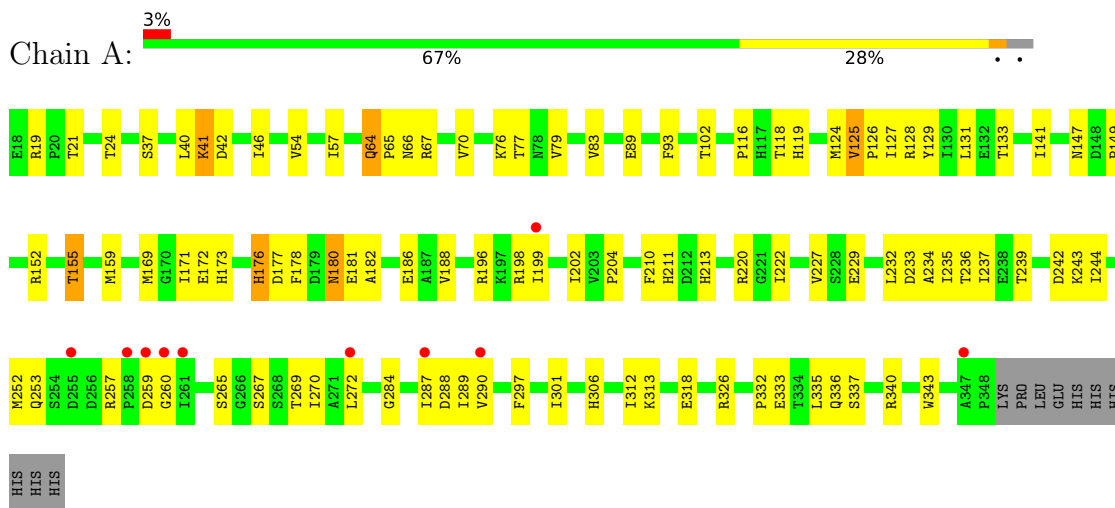 3%
Chain A:
67% 28% . .
E18 R19 P20 T21 T24 S37 L40 K41 D42 I46 V54 I57 Q64 P65 N66 R67 V70 K76 T77 N78 V79 V83 E89 F93 T102 P116 H117 T118 H119 M124 V125 P126 I127 R128 Y129 I130 L131 E132 T133 I141 N147 D148
R152 T155 M159 M169 G170 I171 E172 H173 H176 D177 F178 D179 N180 E181 A182 E186 A187 V188 R196 K197 R198 I199 I202 V203 P204 F210 H211 D212 H213 R220 G221 I222 V227 S228 E229 L232 D233 A234 I235 T236 I237 E238 T239 D242 K243 I244
M252 Q253 S254 D255 D256 R257 P258 D259 G260 I261 S265 G266 S267 S268 T269 I270 A271 L272 G284 I287 D288 I289 V290 F297 I301 H306 I312 K313 E318 R326 P332 E333 T334 L335 Q336 S337 R340 W343 A347 P348 LYS PRO LEU GLU HIS HIS HIS
HIS HIS HIS